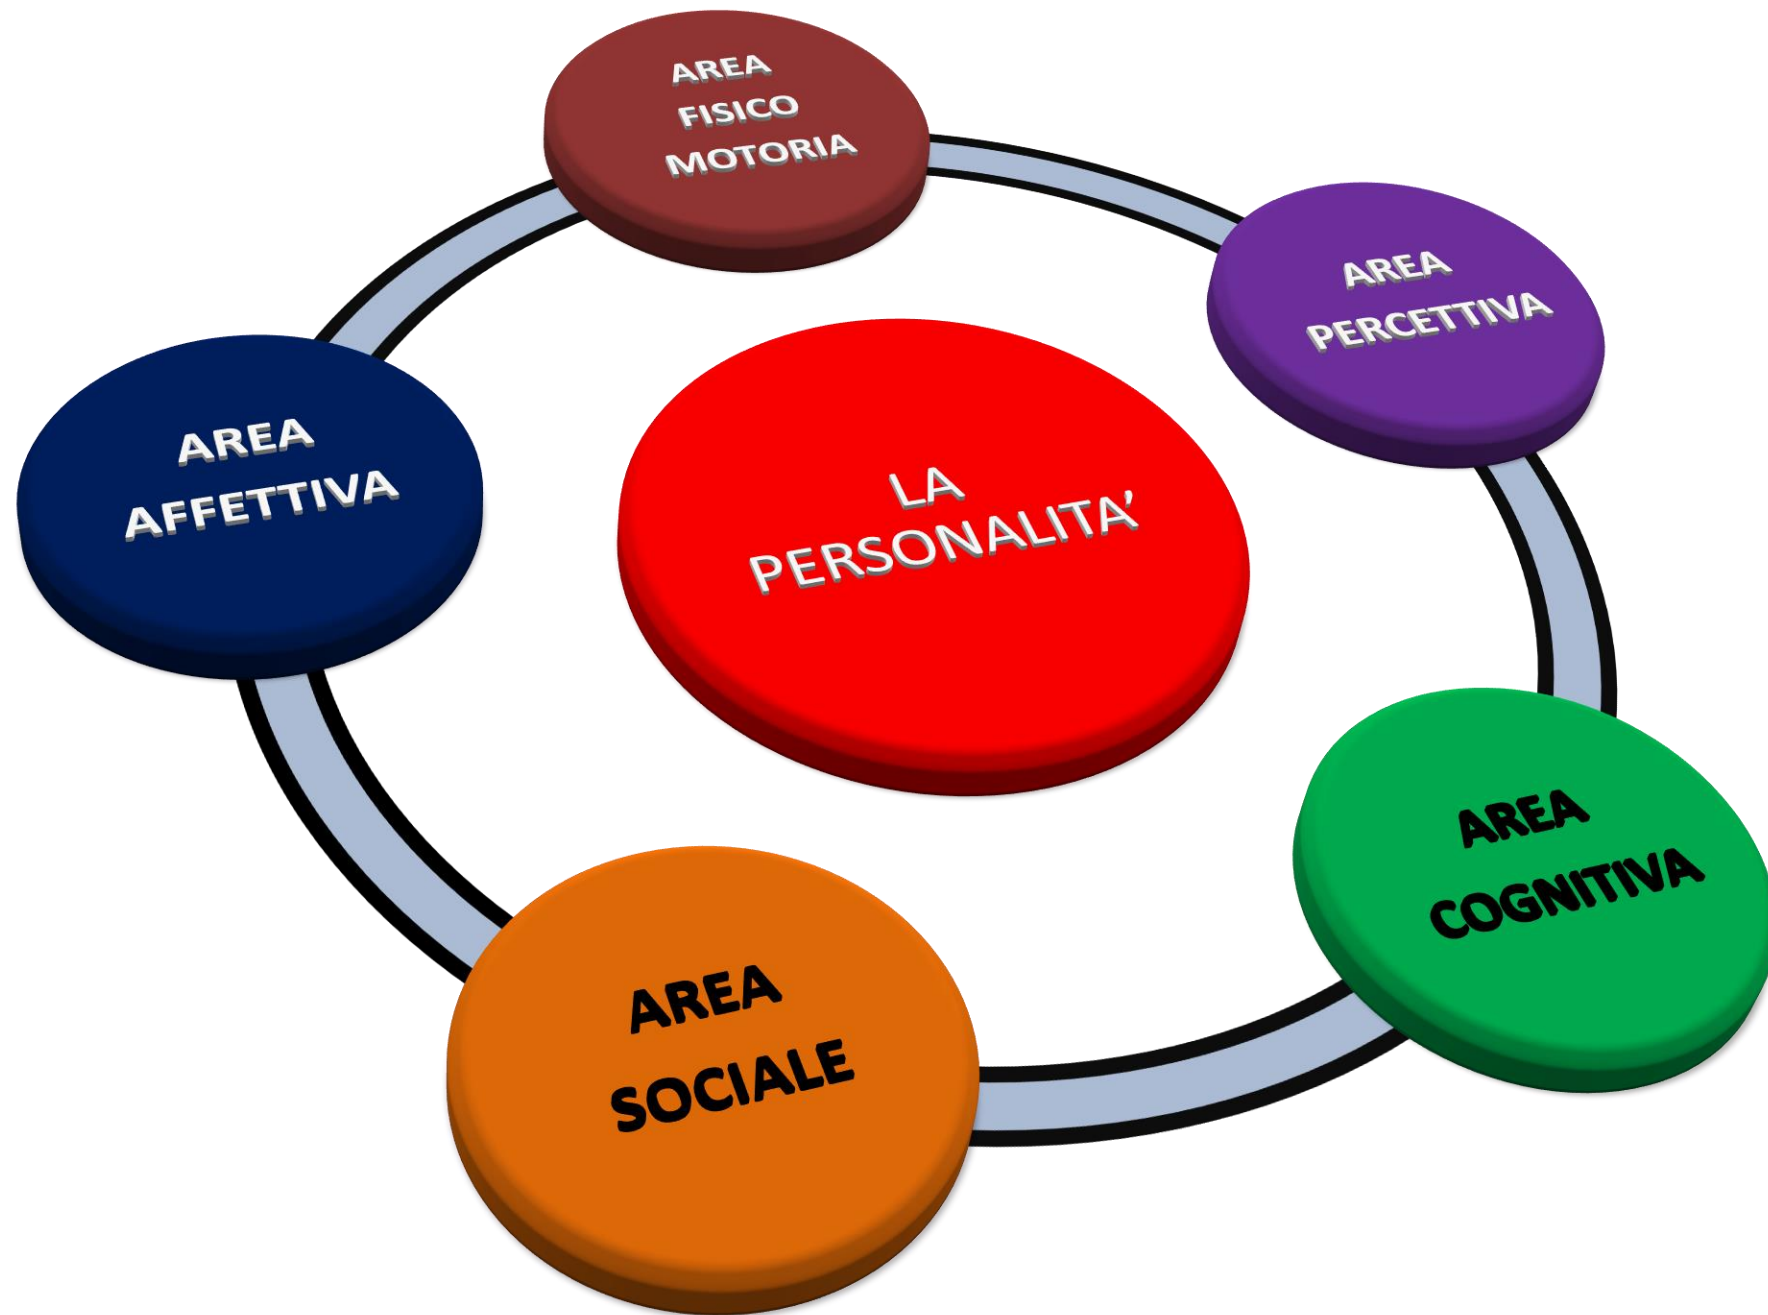 AREA
FISICO
MOTORIA
AREA
PERCETTIVA
AREA
AFFETTIVA
LA
PERSONALITA’
AREA
COGNITIVA
AREA
SOCIALE